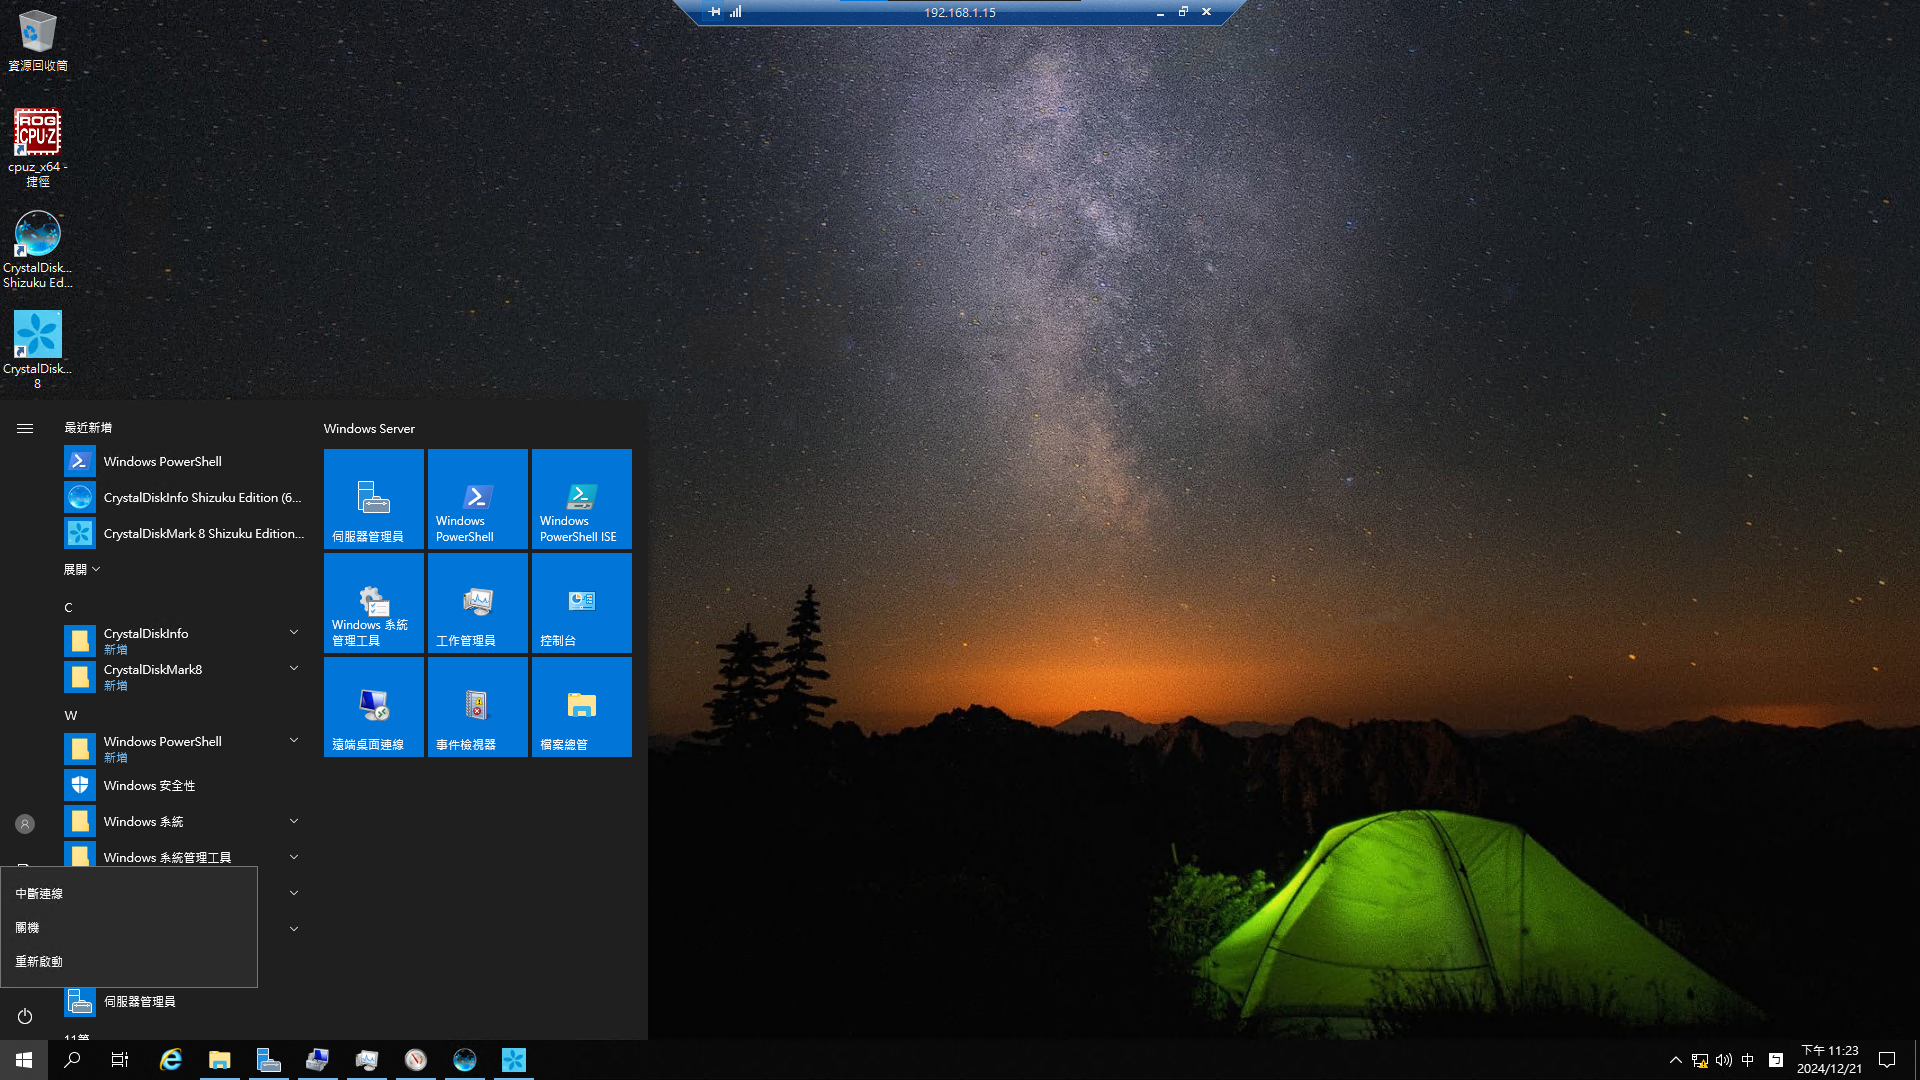 192.168.1.15
資源回收筒
ROG
CPU-Z
cpuz_x64 -
捷徑
CrystalDisk...
Shizuku Ed...
CrystalDisk...
8
最近新增
Windows PowerShell
CrystalDiskInfo Shizuku Edition (6...
CrystalDiskMark 8 Shizuku Edition...
展開
C
CrystalDiskInfo
新增
CrystalDiskMark8
新增
W
Windows PowerShell
新增
Windows 安全性
Windows 系統
Windows 系統管理工具
中斷連線
關機
重新啟動
伺服器管理員
Windows Server
伺服器管理員
Windows
PowerShell
Windows
PowerShell ISE
Windows 系統
管理工具
工作管理員
控制台
遠端桌面連線
事件檢視器
檔案總管
中
ㄅ
下午 11:23
2024/12/21